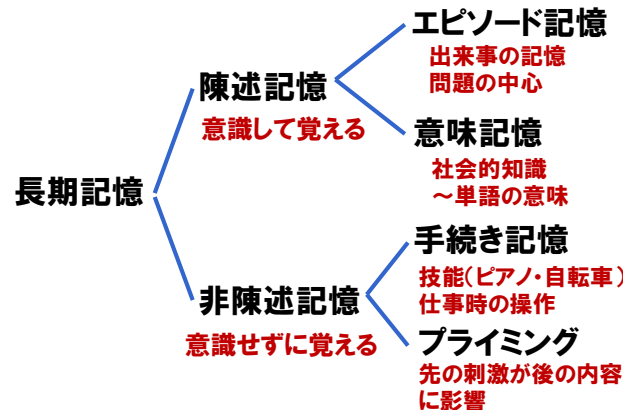 長期記憶
陳述記憶
意識して覚える
エピソード記憶
出来事の記憶
問題の中心
意味記憶
社会的知識
～単語の意味
非陳述記憶
意識せずに覚える
手続き記憶
技能（ピアノ・自転車）
仕事時の操作
プライミング
先の刺激が後の内容
に影響